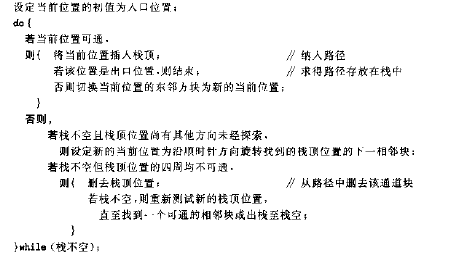 设定当前位置的初值为入口位置;
do{
若当前位置可通,
则{ 将当前位置插入栈顶; // 纳入路径
若该位置是出口位置,则结束; // 求得路径存放在栈中
否则切换当前位置的东邻方块为新的当前位置;
}
否则,
若栈不空且栈顶位置尚有其他方向未经探索,
则设定新的当前位置为沿顺时针方向旋转找到的栈顶位置的下一相邻块;
若栈不空但栈顶位置的四周均不可通,
则{ 删去栈顶位置; // 从路径中删去该通道块
若栈不空,则重新测试新的栈顶位置,
直至找到一个可通的相邻块或出栈至栈空;
}
}while(栈不空);